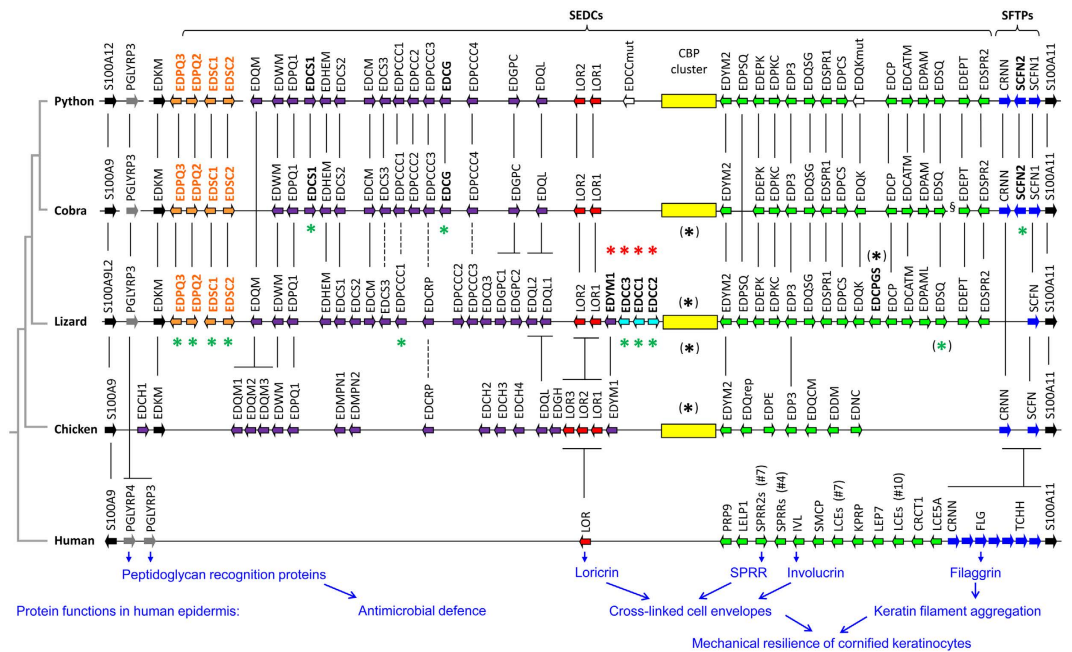 SEDCs SFTPs
S100A12 PGLYRP3 EDKM EDPQ3 EDPQ2 EDSC1 EDSC2 EDQM EDWM EDPQ1 EDCS1 EDHEM EDCS2 EDCM EDCS3 EDPCCC1 EDPCCC2 EDPCCC3 EDCG EDPCCC4 EDGPC EDQL LOR2 LOR1 EDCCmut CBP cluster EDYM2 EDPSQ EDEPK EDPKC EDP3 EDQSG EDSPR1 EDPCS EDQKmut EDCP EDCATM EDPAM EDSQ EDEPT EDSPR2 CRNN SCFN2 SCFN1 S100A11
Python
S100A9 PGLYRP3 EDKM EDPQ3 EDPQ2 EDSC1 EDSC2 EDWM EDPQ1 EDCS1 EDHEM EDCS2 EDCM EDCS3 EDPCCC1 EDPCCC2 EDPCCC3 EDCG EDPCCC4 EDGPC EDQL LOR2 LOR1 EDYM2 EDEPK EDPKC EDP3 EDQSG EDSPR1 EDPCS EDQK EDCP EDCATM EDPAM EDSQ § EDEPT EDSPR2 CRNN SCFN2 SCFN1 S100A11
Cobra
* * (*) *
* * * * (*)
S100A9L2 PGLYRP3 EDKM EDPQ3 EDPQ2 EDSC1 EDSC2 EDQM EDWM EDPQ1 EDHEM EDCS1 EDCS2 EDCM EDCS3 EDPCCC1 EDCRP EDPCCC3 EDPCCC2 EDCQ3 EDGPC1 EDGPC2 EDQL2 EDQL1 LOR2 LOR1 EDYM1 EDCC3 EDCC1 EDCC2 (*) EDYM2 EDPSQ EDEPK EDPKC EDP3 EDQSG EDSPR1 EDPCS EDQK EDCPGS EDCP EDCATM EDPAML EDSQ EDEPT EDSPR2 SCFN S100A11
Lizard
* * * * * * * * (*) (*)
S100A9 EDCH1 EDKM EDQM1 EDQM2 EDQM3 EDWM EDPQ1 EDMPN1 EDMPN2 EDCRP EDCH2 EDCH3 EDCH4 EDQL EDGH LOR3 LOR2 LOR1 EDYM1 (*) EDYM2 EDQrep EDPE EDP3 EDQCM EDDM EDNC CRNN SCFN S100A11
Chicken
S100A9 PGLYRP4 PGLYRP3 LOR PRP9 LELP1 SPRR2s (#7) SPRRs (#4) IVL SMCP LCEs (#7) KPRP LEP7 LCEs (#10) CRCT1 LCE5A CRNN FLG TCHH S100A11
Human
Peptidoglycan recognition proteins Loricrin SPRR Involucrin Filaggrin
Protein functions in human epidermis: Antimicrobial defence Cross-linked cell envelopes Keratin filament aggregation
Mechanical resilience of cornified keratinocytes